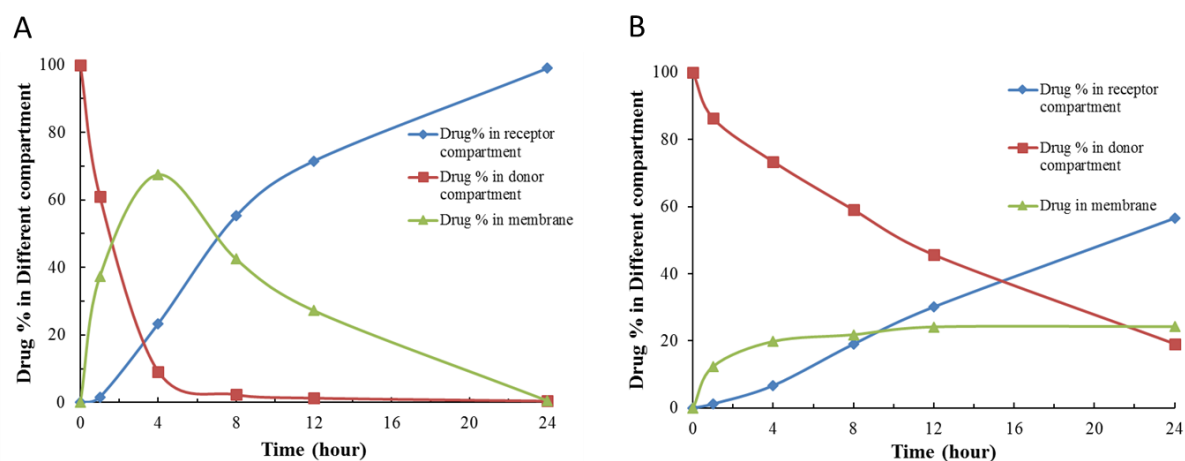 A
Drug % in Different compartment
100
80
60
40
20
0
0
4
8
12
16
20
24
Time (hour)
Drug% in receptor
compartment
Drug % in donor
compartment
Drug % in membrane
B
Drug % in Different compartment
100
80
60
40
20
0
0
4
8
12
16
20
24
Time (hour)
Drug % in receptor
compartment
Drug % in donor
compartment
Drug in membrane